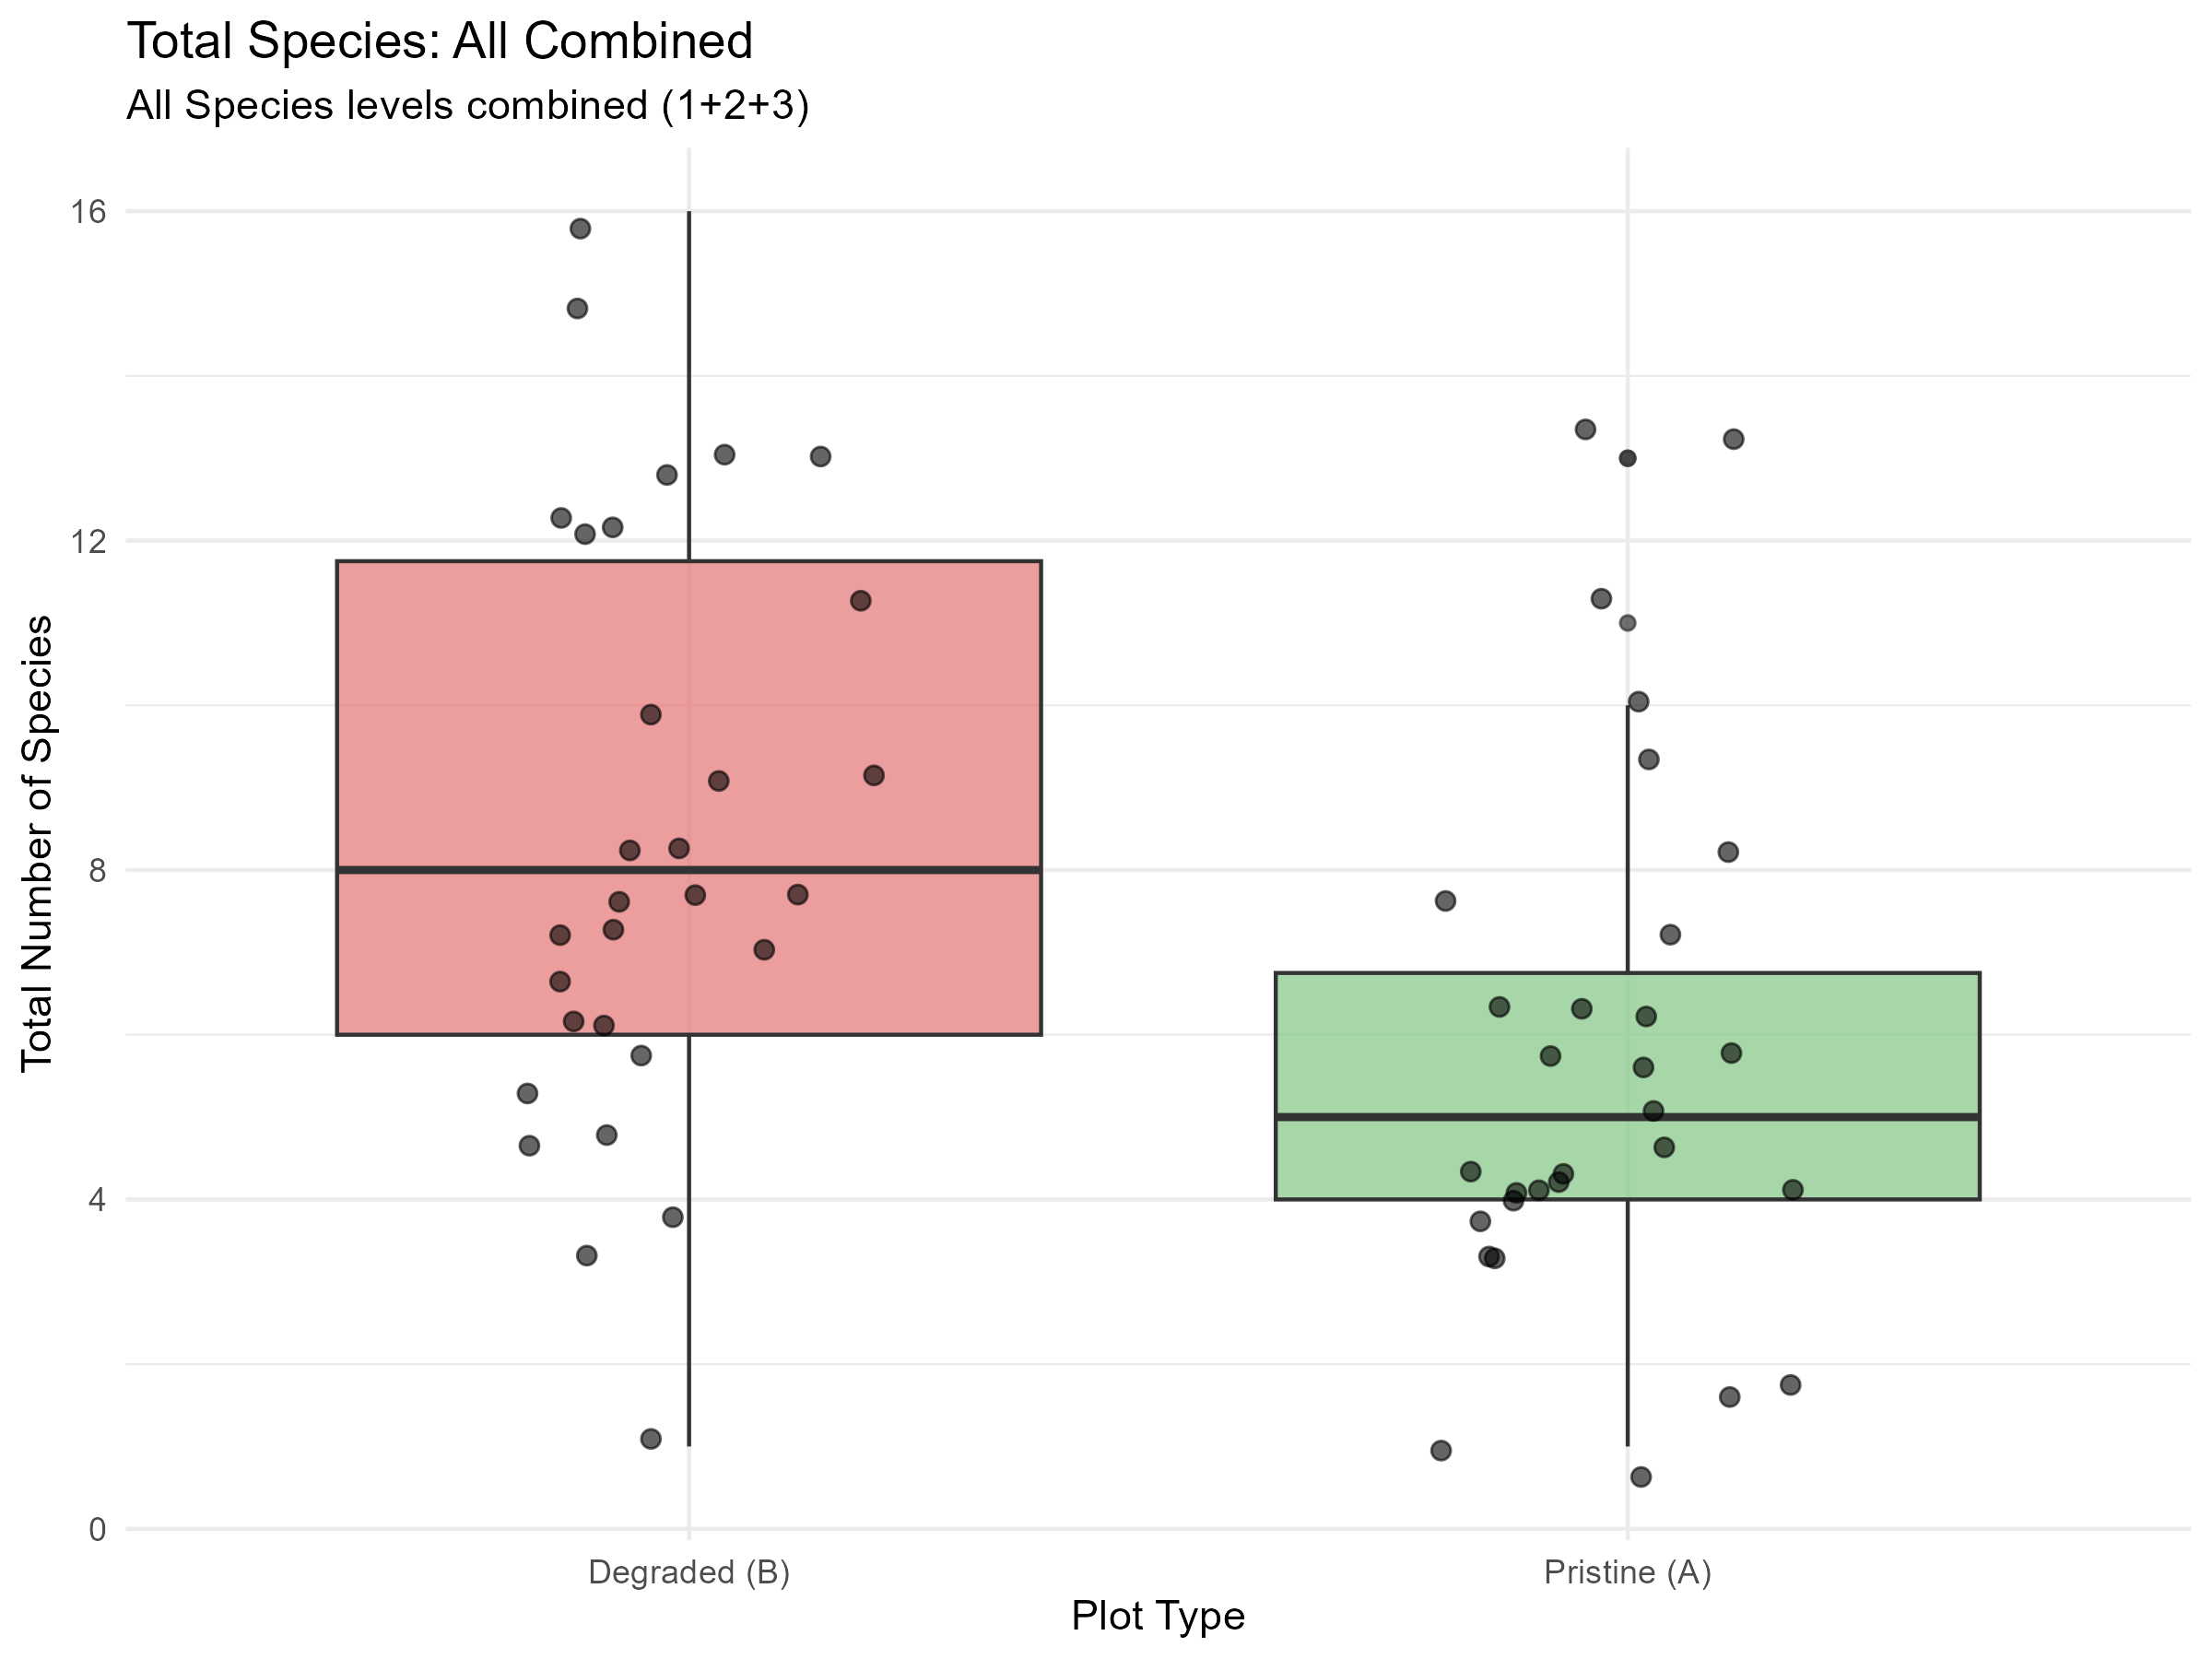 Total Species: All Combined
All Species levels combined (1+2+3)
Total Number of Species
16
12
8
4
0
Degraded (B)
Pristine (A)
Plot Type